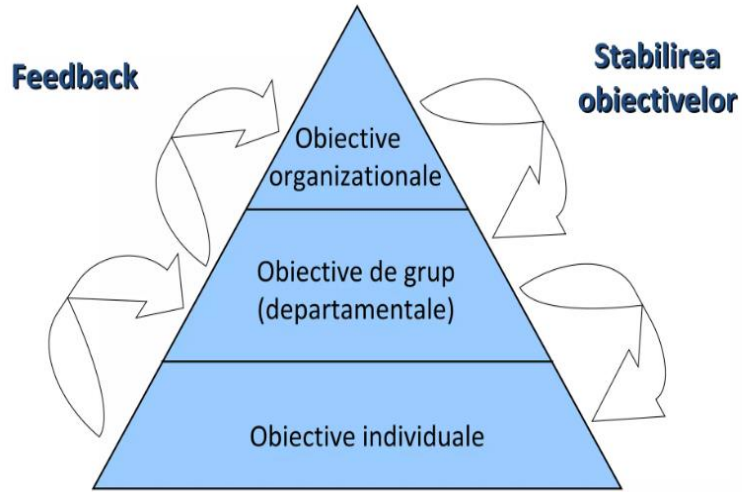 Feedback
Stabilirea
obiectivelor
Obiective
organizationale
Obiective de grup
(departamentale)
Obiective individuale